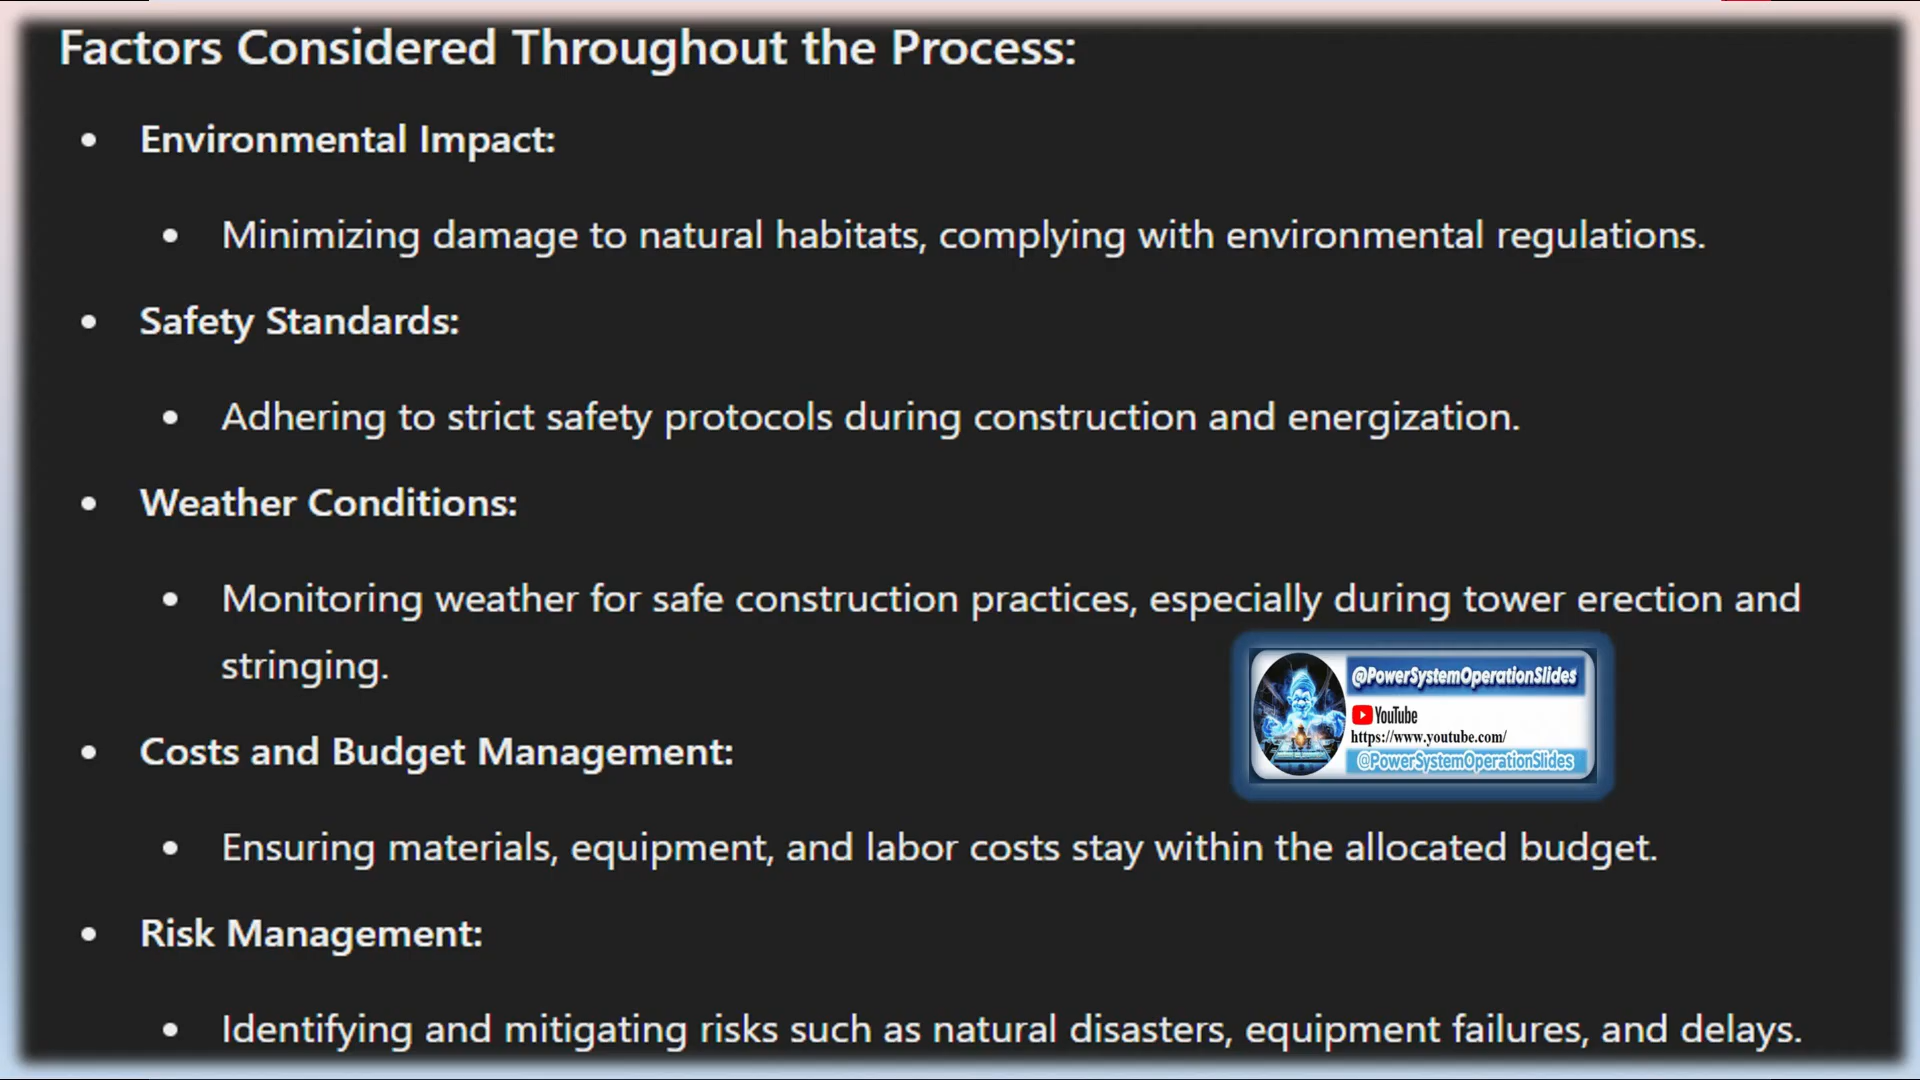 Factors Considered Throughout the Process:
• Environmental Impact:
• Minimizing damage to natural habitats, complying with environmental regulations.
• Safety Standards:
• Adhering to strict safety protocols during construction and energization.
• Weather Conditions:
• Monitoring weather for safe construction practices, especially during tower erection and
stringing.
@PowerSystemOperationSlides
YouTube
https://www.youtube.com/
@PowerSystemOperationSlides
• Costs and Budget Management:
• Ensuring materials, equipment, and labor costs stay within the allocated budget.
• Risk Management:
• Identifying and mitigating risks such as natural disasters, equipment failures, and delays.